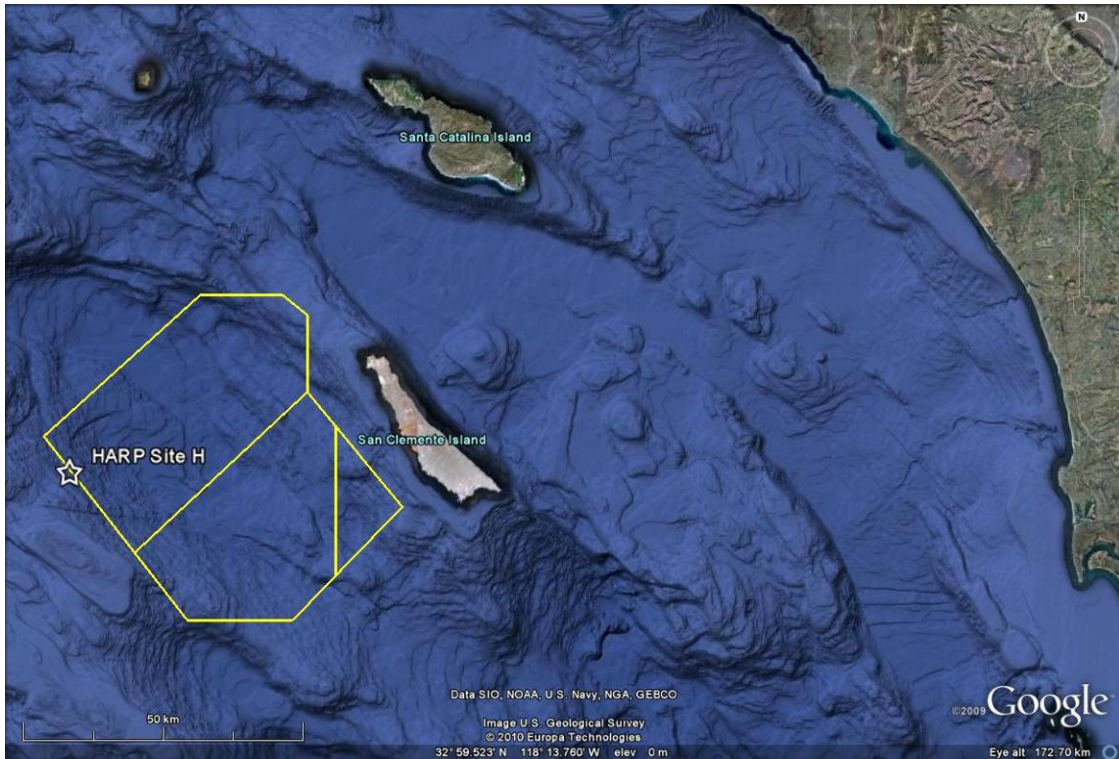 N
Santa Catalina Island
San Clemente Island
HARP Site H
Data SIO, NOAA, U.S. Navy, NGA, GEBCO
50 km
Image U.S. Geological Survey
© 2010 Europa Technologies
©2009 Google
32° 59.523' N 118° 13.760' W elev 0 m
Eye alt 172.70 km